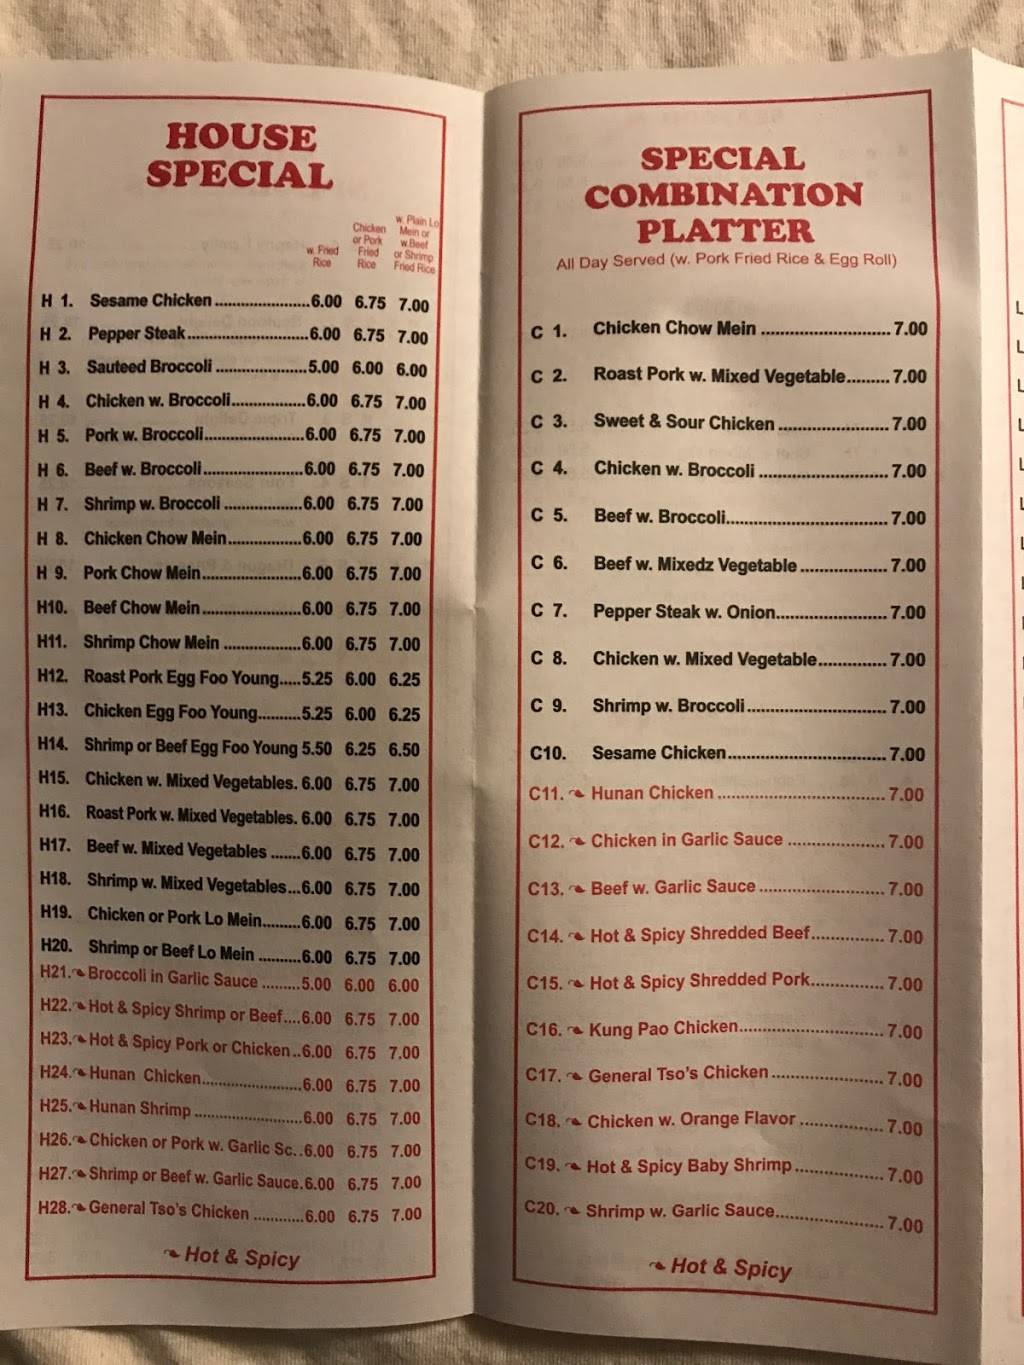 HOUSE
SPECIAL
w. Fried
Rice
Chicken
or Pork
Fried
Rice
w. Plain Lo
Mein or
w.Beef
or Shrimp
Fried Rice
H 1. Sesame Chicken ......................6.00 6.75 7.00
H 2. Pepper Steak............................6.00 6.75 7.00
H 3. Sauteed Broccoli .....................5.00 6.00 6.00
H 4. Chicken w. Broccoli.................6.00 6.75 7.00
H 5. Pork w. Broccoli.......................6.00 6.75 7.00
H 6. Beef w. Broccoli.......................6.00 6.75 7.00
H 7. Shrimp w. Broccoli ..................6.00 6.75 7.00
H 8. Chicken Chow Mein.................6.00 6.75 7.00
H 9. Pork Chow Mein.......................6.00 6.75 7.00
H10. Beef Chow Mein.......................6.00 6.75 7.00
H11. Shrimp Chow Mein ..................6.00 6.75 7.00
H12. Roast Pork Egg Foo Young.....5.25 6.00 6.25
H13. Chicken Egg Foo Young..........5.25 6.00 6.25
H14. Shrimp or Beef Egg Foo Young 5.50 6.25 6.50
H15. Chicken w. Mixed Vegetables. 6.00 6.75 7.00
H16. Roast Pork w. Mixed Vegetables. 6.00 6.75 7.00
H17. Beef w. Mixed Vegetables .......6.00 6.75 7.00
H18. Shrimp w. Mixed Vegetables...6.00 6.75 7.00
H19. Chicken or Pork Lo Mein.........6.00 6.75 7.00
H20. Shrimp or Beef Lo Mein ..........6.00 6.75 7.00
H21. Broccoli in Garlic Sauce .........5.00 6.00 6.00
H22. Hot & Spicy Shrimp or Beef....6.00 6.75 7.00
H23. Hot & Spicy Pork or Chicken..6.00 6.75 7.00
H24. Hunan Chicken.......................6.00 6.75 7.00
H25. Hunan Shrimp .........................6.00 6.75 7.00
H26. Chicken or Pork w. Garlic Sc..6.00 6.75 7.00
H27. Shrimp or Beef w. Garlic Sauce.6.00 6.75 7.00
H28. General Tso's Chicken ............6.00 6.75 7.00
Hot & Spicy
SPECIAL
COMBINATION
PLATTER
All Day Served (w. Pork Fried Rice & Egg Roll)
C 1. Chicken Chow Mein ............................ 7.00
C 2. Roast Pork w. Mixed Vegetable......... 7.00
C 3. Sweet & Sour Chicken ........................ 7.00
C 4. Chicken w. Broccoli ............................ 7.00
C 5. Beef w. Broccoli................................... 7.00
C 6. Beef w. Mixedz Vegetable ................... 7.00
C 7. Pepper Steak w. Onion........................ 7.00
C 8. Chicken w. Mixed Vegetable............... 7.00
C 9. Shrimp w. Broccoli.............................. 7.00
C10. Sesame Chicken.................................. 7.00
C11. Hunan Chicken .................................... 7.00
C12. Chicken in Garlic Sauce ..................... 7.00
C13. Beef w. Garlic Sauce ........................... 7.00
C14. Hot & Spicy Shredded Beef................ 7.00
C15. Hot & Spicy Shredded Pork................ 7.00
C16. Kung Pao Chicken............................... 7.00
C17. General Tso's Chicken ........................ 7.00
C18. Chicken w. Orange Flavor .................. 7.00
C19. Hot & Spicy Baby Shrimp ................... 7.00
C20. Shrimp w. Garlic Sauce....................... 7.00
Hot & Spicy